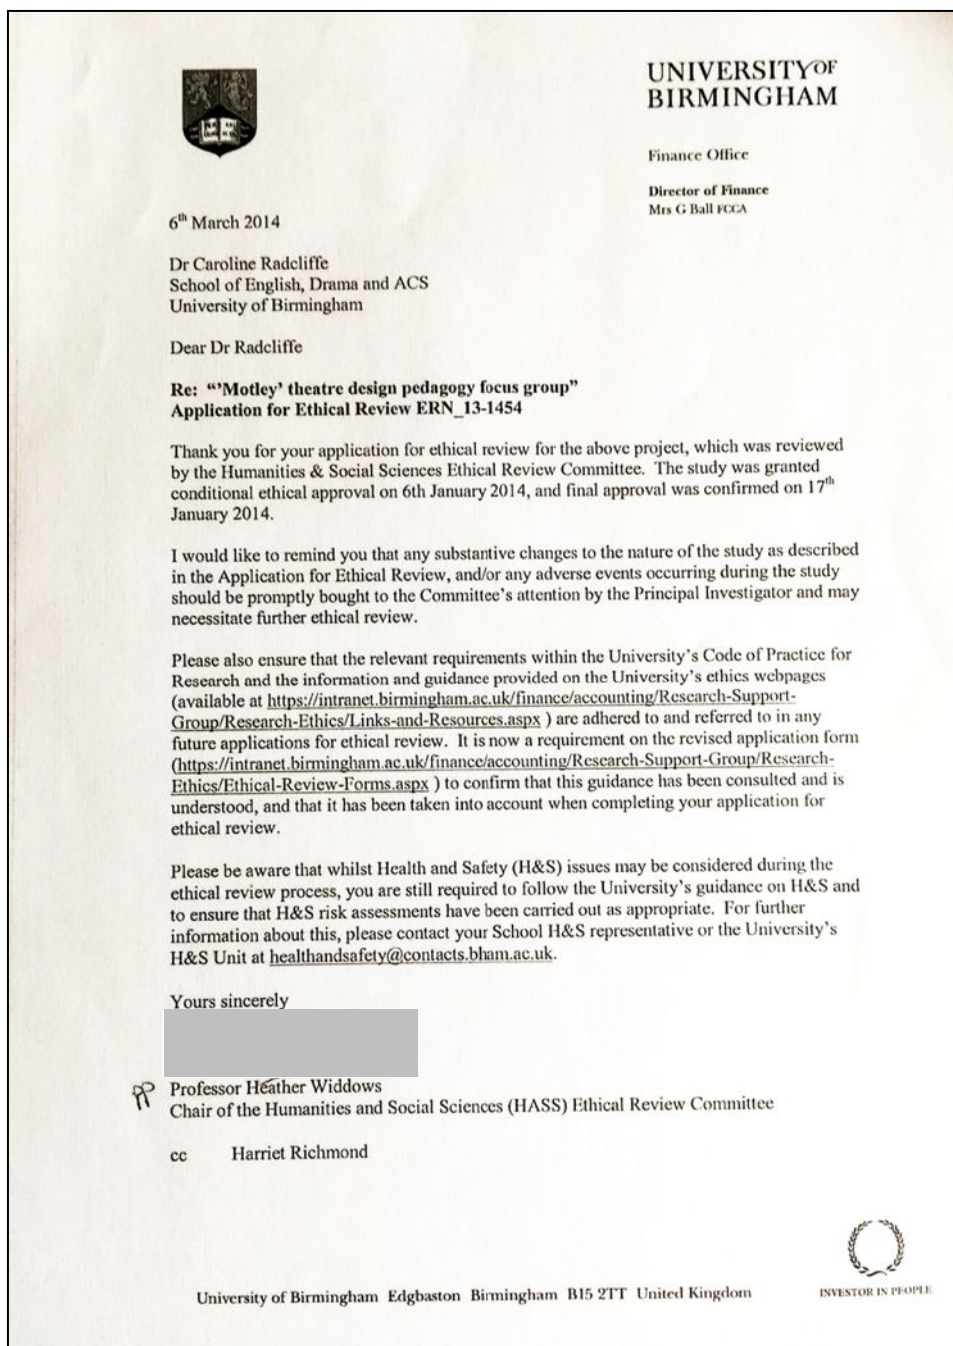 UNIVERSITY OF
BIRMINGHAM
Finance Office
Director of Finance
Mrs G Ball FCCA
6th March 2014
Dr Caroline Radcliffe
School of English, Drama and ACS
University of Birmingham
Dear Dr Radcliffe
Re: “’Motley’ theatre design pedagogy focus group”
Application for Ethical Review ERN_13-1454
Thank you for your application for ethical review for the above project, which was reviewed
by the Humanities & Social Sciences Ethical Review Committee. The study was granted
conditional ethical approval on 6th January 2014, and final approval was confirmed on 17th
January 2014.
I would like to remind you that any substantive changes to the nature of the study as described
in the Application for Ethical Review, and/or any adverse events occurring during the study
should be promptly bought to the Committee’s attention by the Principal Investigator and may
necessitate further ethical review.
Please also ensure that the relevant requirements within the University’s Code of Practice for
Research and the information and guidance provided on the University’s ethics webpages
(available at https://intranet.birmingham.ac.uk/finance/accounting/Research-Support-
Group/Research-Ethics/Links-and-Resources.aspx ) are adhered to and referred to in any
future applications for ethical review. It is now a requirement on the revised application form
(https://intranet.birmingham.ac.uk/finance/accounting/Research-Support-Group/Research-
Ethics/Ethical-Review-Forms.aspx ) to confirm that this guidance has been consulted and is
understood, and that it has been taken into account when completing your application for
ethical review.
Please be aware that whilst Health and Safety (H&S) issues may be considered during the
ethical review process, you are still required to follow the University’s guidance on H&S and
to ensure that H&S risk assessments have been carried out as appropriate. For further
information about this, please contact your School H&S representative or the University’s
H&S Unit at healthandsafety@contacts.bham.ac.uk.
Yours sincerely
PP Professor Heather Widdows
Chair of the Humanities and Social Sciences (HASS) Ethical Review Committee
cc Harriet Richmond
University of Birmingham Edgbaston Birmingham B15 2TT United Kingdom
INVESTOR IN PEOPLE